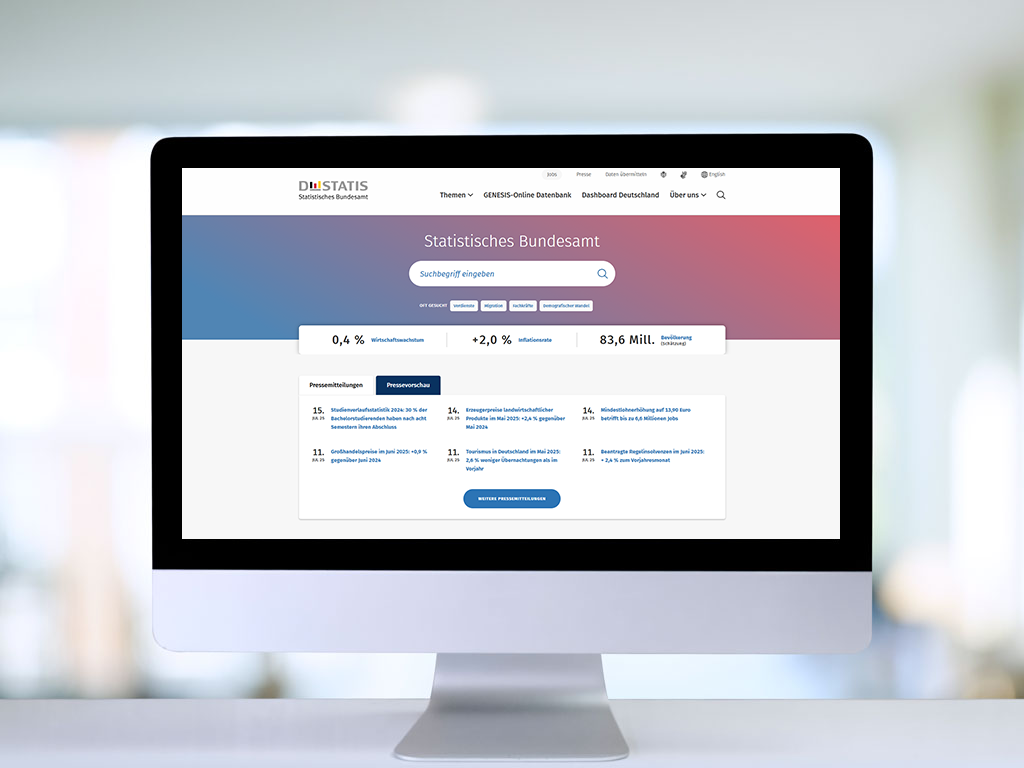 Jobs Presse Daten übermitteln English
DESTATIS
Statistisches Bundesamt
Themen GENESIS-Online Datenbank Dashboard Deutschland Über uns
Statistisches Bundesamt
Suchbegriff eingeben
OFT GESUCHT Verdienste Migration Fachkräfte Demografischer Wandel
0,4 % Wirtschaftswachstum
+2,0 % Inflationsrate
83,6 Mill. Bevölkerung
(Schätzung)
Pressemitteilungen Pressevorschau
15.
JUL 25
Studienverlaufsstatistik 2024: 30 % der
Bachelorstudierenden haben nach acht
Semestern ihren Abschluss
14.
JUL 25
Erzeugerpreise landwirtschaftlicher
Produkte im Mai 2025: +2,4 % gegenüber
Mai 2024
14.
JUL 25
Mindestlohnerhöhung auf 13,90 Euro
betrifft bis zu 6,6 Millionen Jobs
11.
JUL 25
Großhandelspreise im Juni 2025: +0,9 %
gegenüber Juni 2024
11.
JUL 25
Tourismus in Deutschland im Mai 2025:
2,6 % weniger Übernachtungen als im
Vorjahr
11.
JUL 25
Beantragte Regelinsolvenzen im Juni 2025:
+ 2,4 % zum Vorjahresmonat
WEITERE PRESSEMITTEILUNGEN